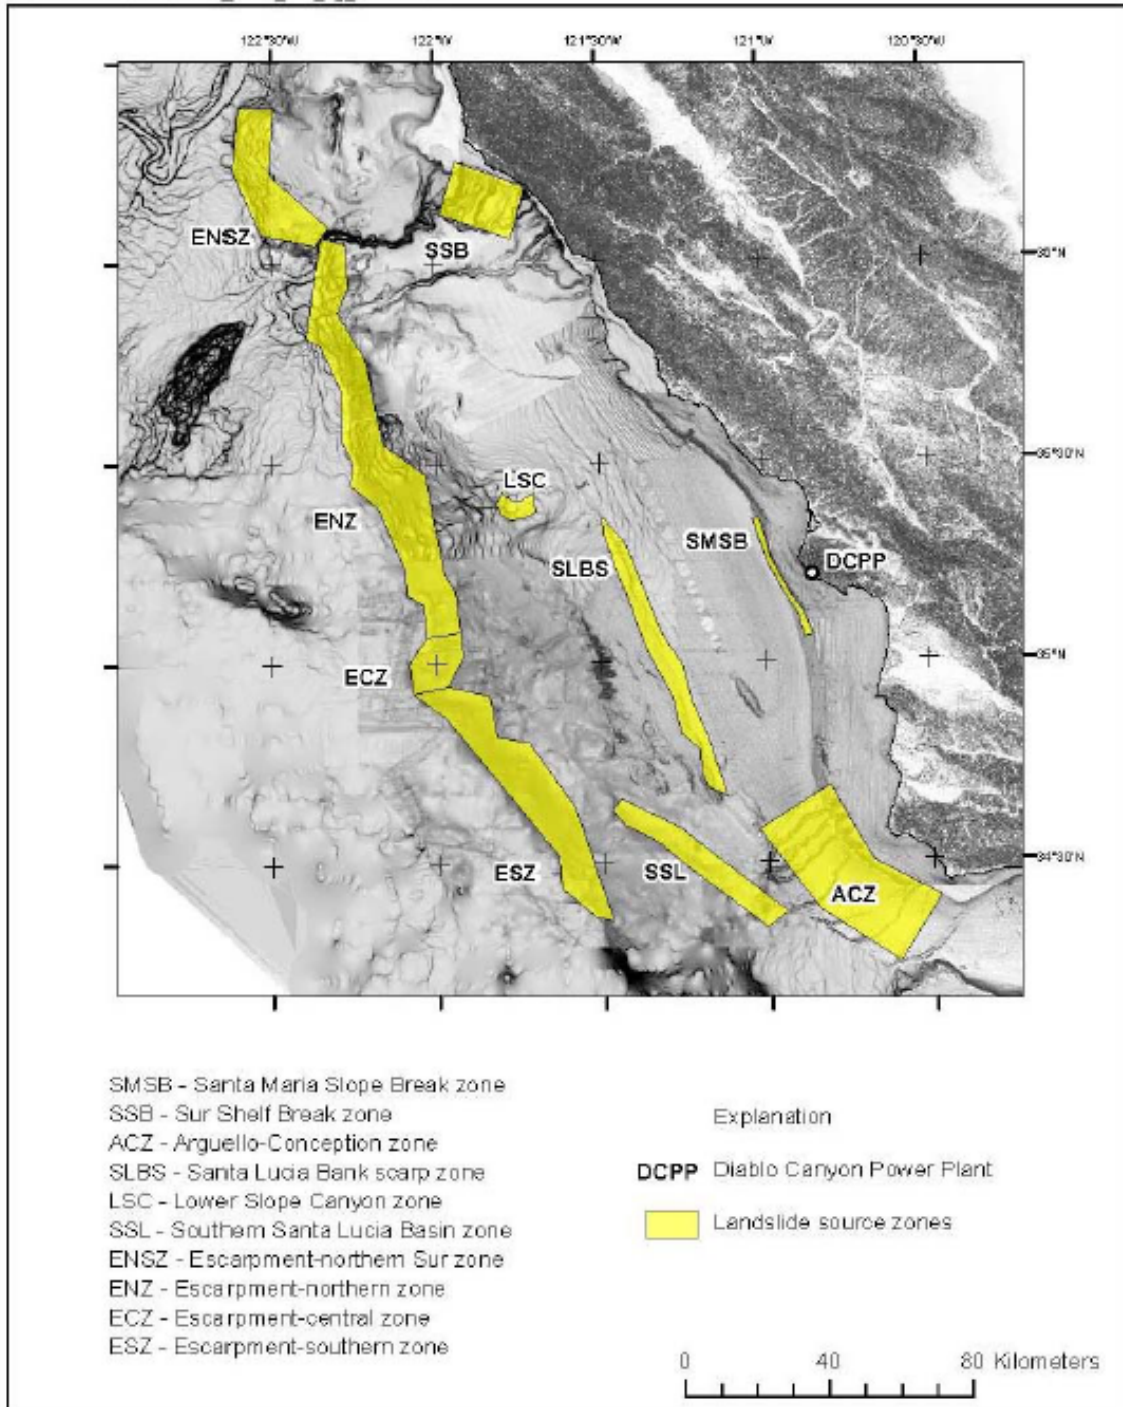 122°30'W 122°W 121°30'W 121°W 120°30'W
ENSZ
SSB
36°N
35°30'N
LSC
ENZ
SMSB
DCPP
SLBS
35°N
ECZ
34°30'N
ESZ
SSL
ACZ
SMSB - Santa Maria Slope Break zone
SSB - Sur Shelf Break zone
ACZ - Arguello-Conception zone
SLBS - Santa Lucia Bank scarp zone
LSC - Lower Slope Canyon zone
SSL - Southern Santa Lucia Basin zone
ENSZ - Escarpment-northern Sur zone
ENZ - Escarpment-northern zone
ECZ - Escarpment-central zone
ESZ - Escarpment-southern zone
Explanation
DCPP Diablo Canyon Power Plant
Landslide source zones
0 40 80 Kilometers